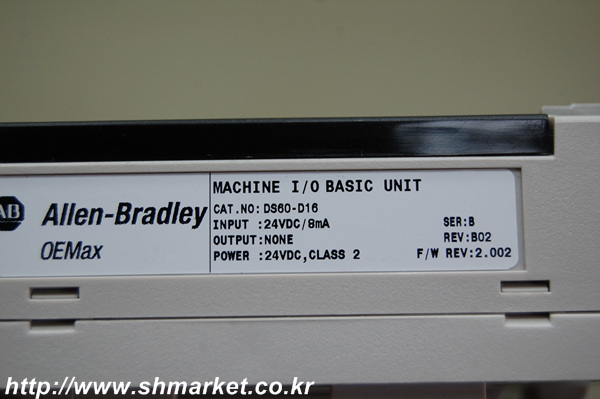 AB Allen-Bradley
OEMax
MACHINE I/O BASIC UNIT
CAT.NO: DS60-D16
INPUT :24VDC/8mA SER:B
OUTPUT:NONE REV:B02
POWER :24VDC,CLASS 2 F/W REV:2.002
http://www.shmarket.co.kr